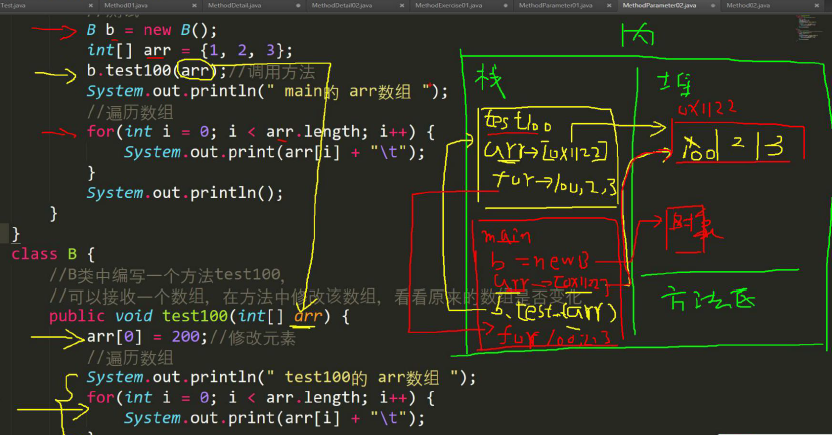 Test.java Method01.java MethodDetail.java MethodDetail02.java MethodExercise01.java MethodParameter01.java MethodParameter02.java Method02.java
B b = new B();
int[] arr = {1, 2, 3};
b.test100(arr);//调用方法
System.out.println(" main的 arr数组 ");
//遍历数组
for(int i = 0; i < arr.length; i++) {
System.out.print(arr[i] + "\t");
}
System.out.println();
}
}
class B {
//B类中编写一个方法test100,
//可以接收一个数组, 在方法中修改该数组, 看看原来的数组是否变化
public void test100(int[] arr) {
arr[0] = 200;//修改元素
//遍历数组
System.out.println(" test100的 arr数组 ");
for(int i = 0; i < arr.length; i++) {
System.out.print(arr[i] + "\t");
栈
test100
arr→[0x1122]
for→100,2,3
main
b = new B
arr→[0x1122]
b.test(arr)
for 100,2,3
堆
0x1122
100 | 2 | 3
方法区